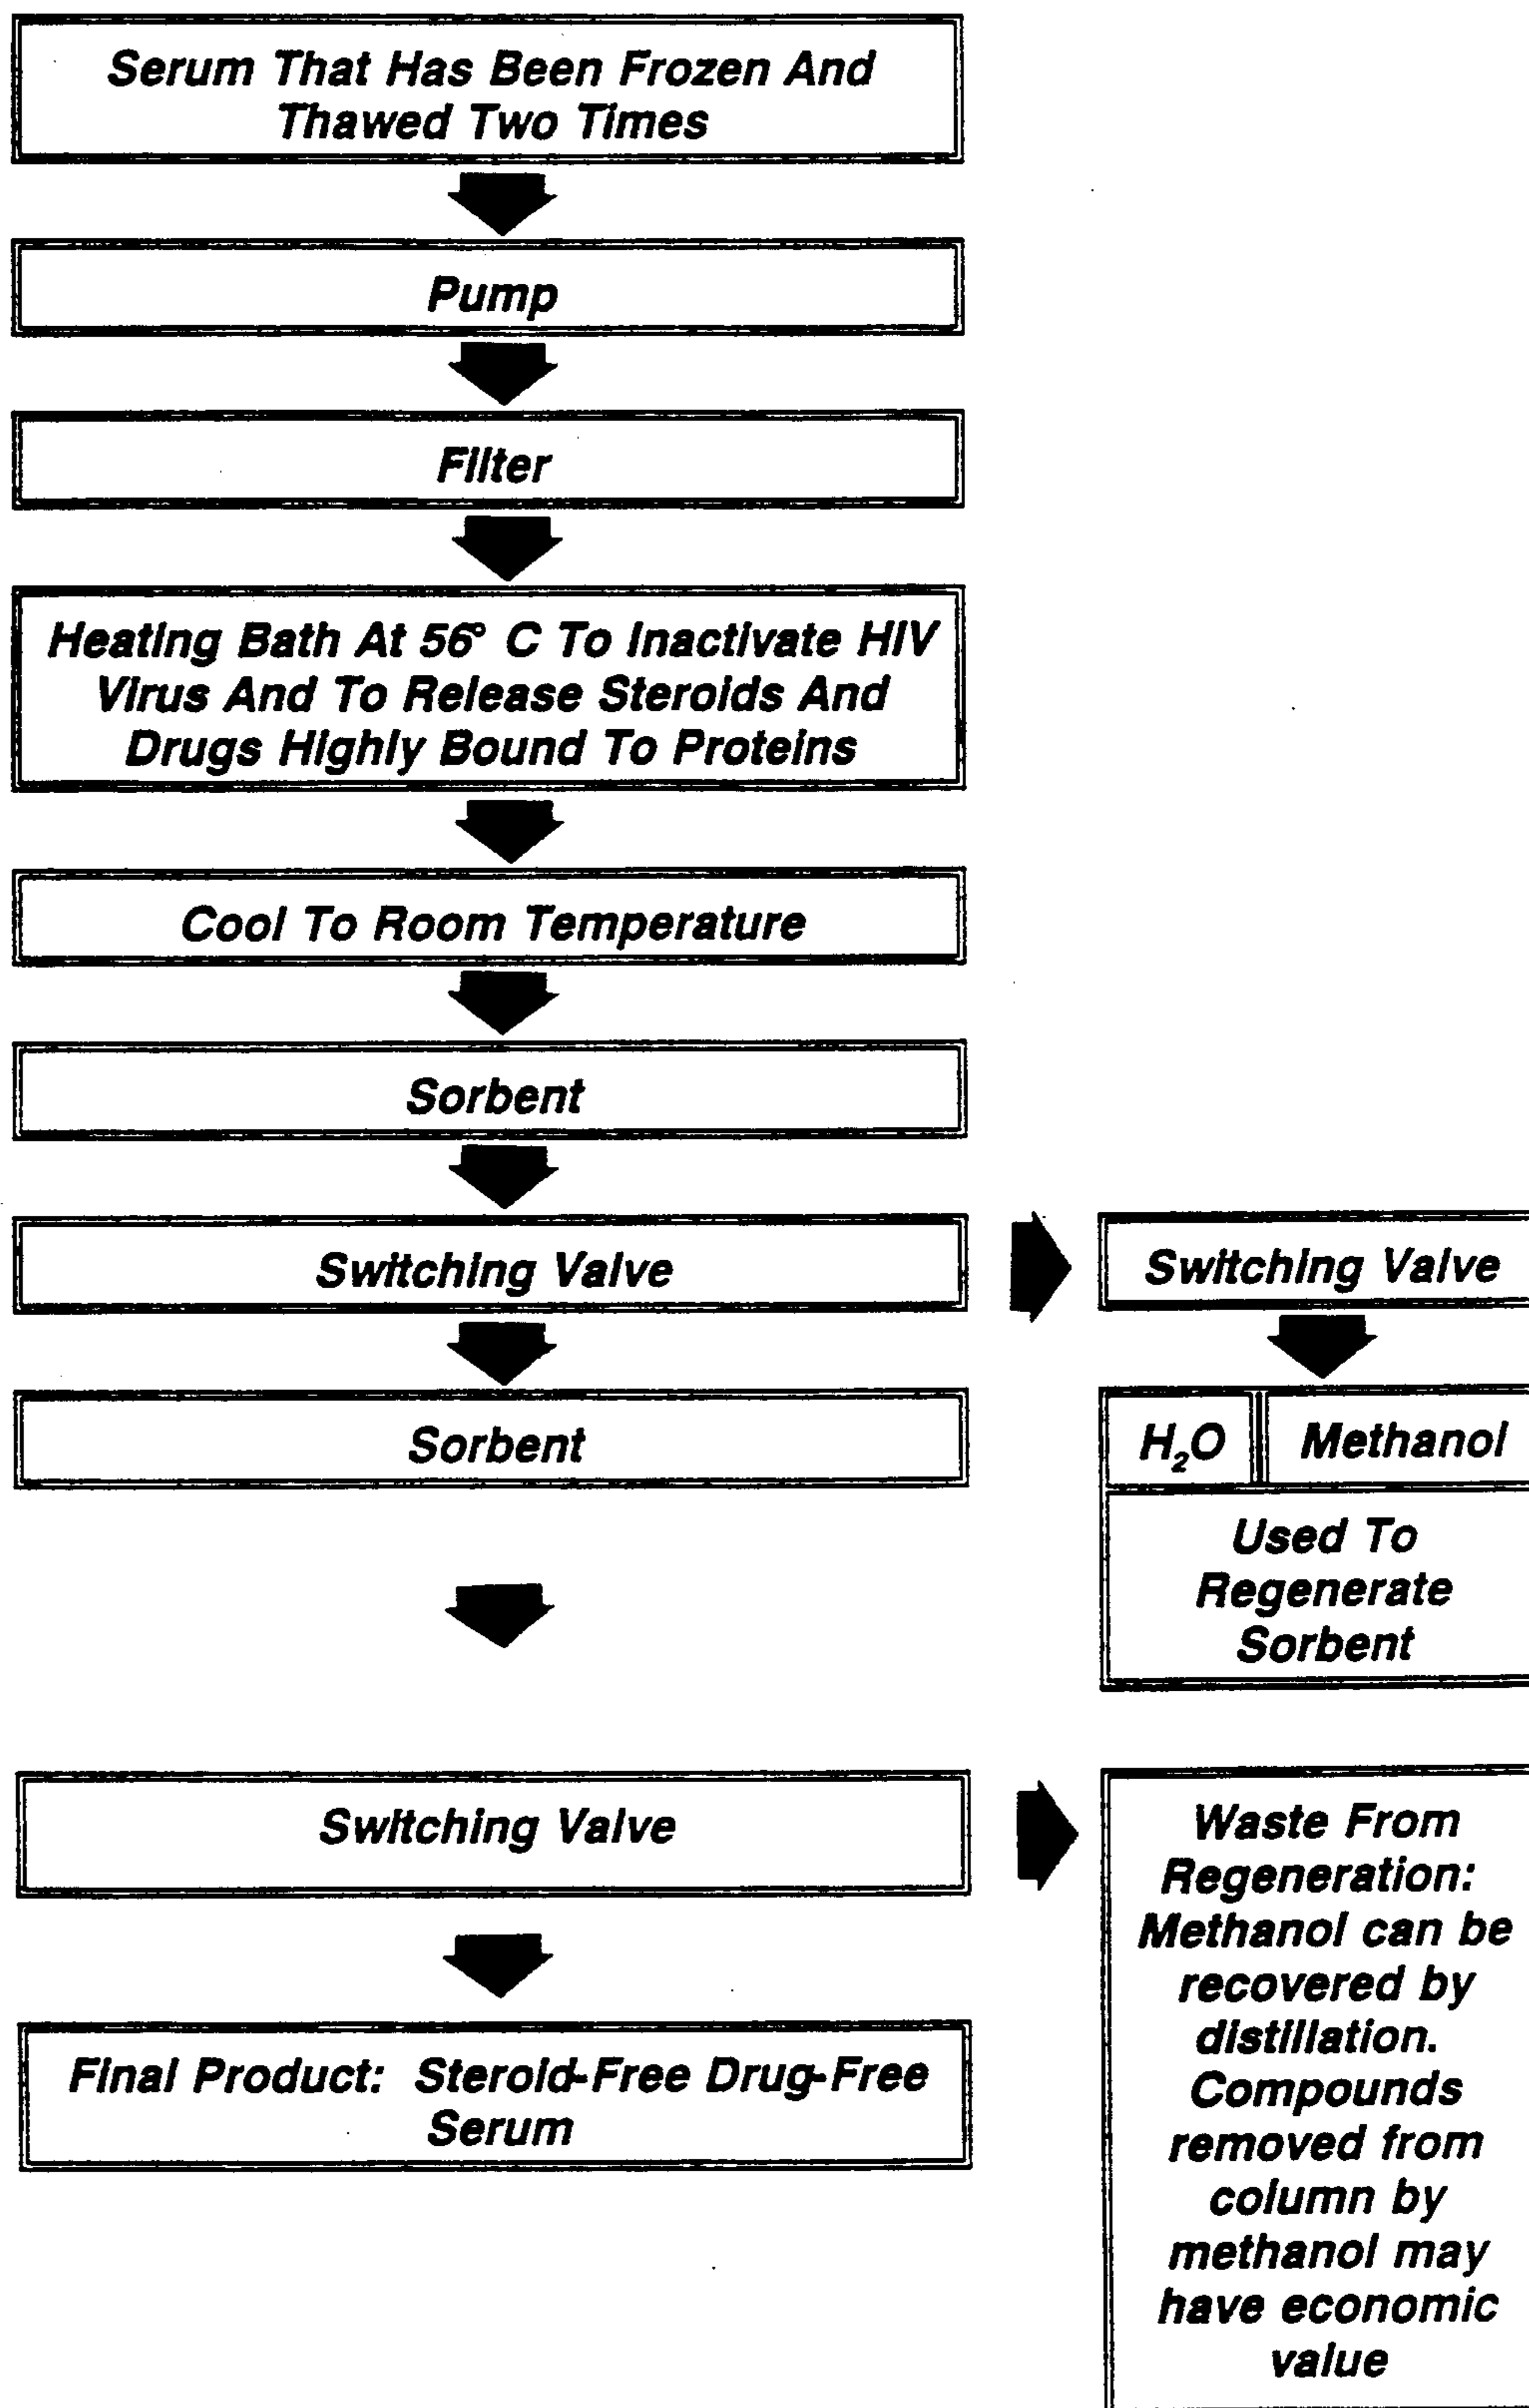 Serum That Has Been Frozen And
Thawed Two Times
Pump
Filter
Heating Bath At 56° C To Inactivate HIV
Virus And To Release Steroids And
Drugs Highly Bound To Proteins
Cool To Room Temperature
Sorbent
Switching Valve
Switching Valve
Sorbent
H₂O
Methanol
Used To
Regenerate
Sorbent
Switching Valve
Waste From
Regeneration:
Methanol can be
recovered by
distillation.
Compounds
removed from
column by
methanol may
have economic
value
Final Product: Steroid-Free Drug-Free
Serum